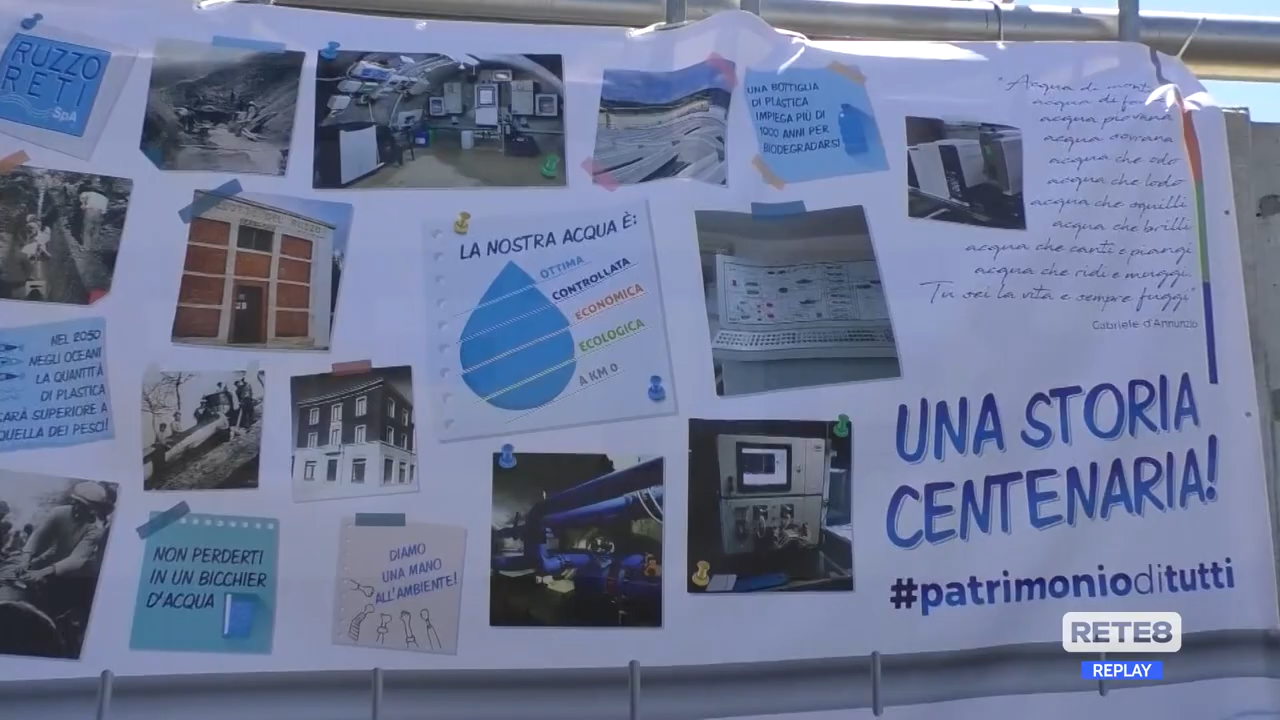 RUZZO
RETI
SpA
UNA BOTTIGLIA
DI PLASTICA
IMPIEGA PIÙ DI
1000 ANNI PER
BIODEGRADARSI
"Acqua di monte
acqua di fonte
acqua piovana
acqua sovrana
acqua che odo
acqua che lodo
acqua che squilli
acqua che brilli
acqua che canti e piangi
acqua che ridi e muggi.
Tu sei la vita e sempre fuggi"
Gabriele d'Annunzio
LA NOSTRA ACQUA È:
OTTIMA
CONTROLLATA
ECONOMICA
ECOLOGICA
A KM 0
NEL 2050
NEGLI OCEANI
LA QUANTITÀ
DI PLASTICA
SARÀ SUPERIORE A
QUELLA DEI PESCI!
NON PERDERTI
IN UN BICCHIER
D'ACQUA
DIAMO
UNA MANO
ALL'AMBIENTE!
UNA STORIA
CENTENARIA!
#patrimonioditutti
RETE8
REPLAY